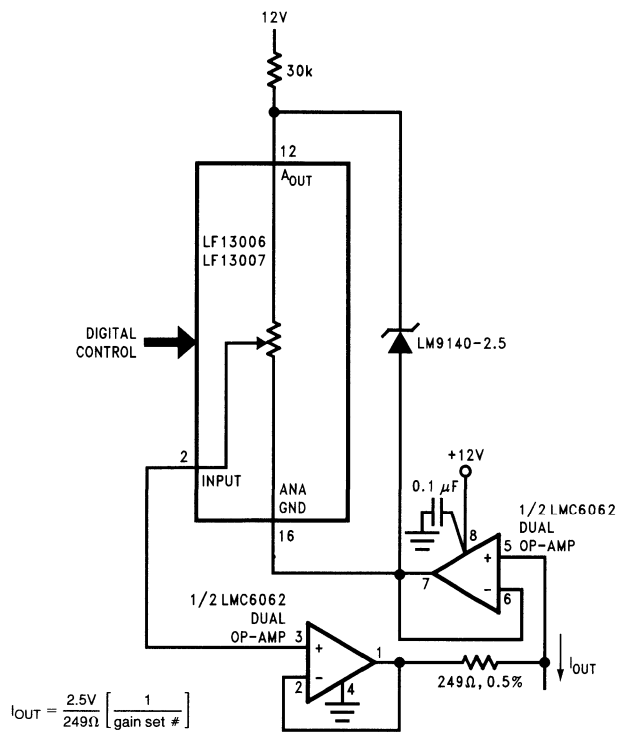 12V
30k
12
AOUT
LF13006
LF13007
DIGITAL
CONTROL
LM9140-2.5
2
INPUT
ANA
GND
16
+12V
0.1 μF
8
1/2 LMC6062
DUAL
OP-AMP
5
+
7
−
6
1/2 LMC6062
DUAL
OP-AMP
3
+
1
2
−
4
249Ω, 0.5%
IOUT
IOUT = 2.5V/249Ω [1/gain set #]